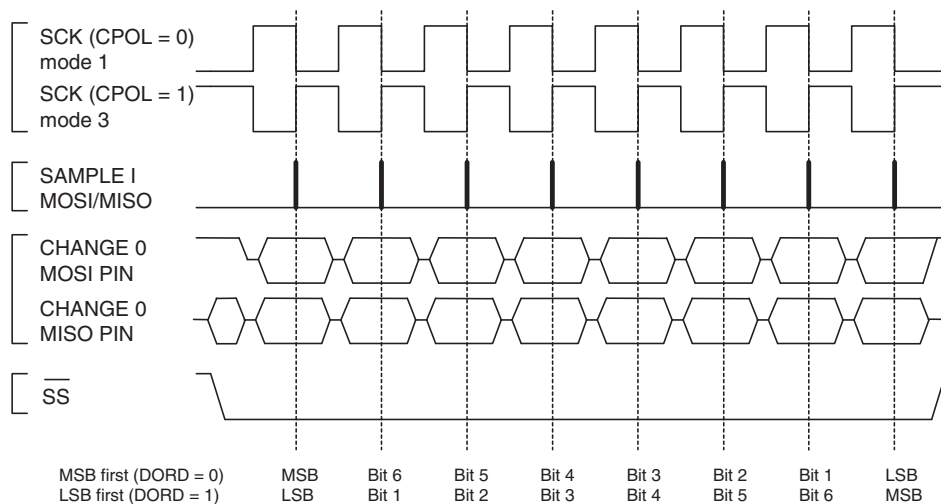 SCK (CPOL = 0)
mode 1
SCK (CPOL = 1)
mode 3
SAMPLE I
MOSI/MISO
CHANGE 0
MOSI PIN
CHANGE 0
MISO PIN
SS
MSB first (DORD = 0) MSB Bit 6 Bit 5 Bit 4 Bit 3 Bit 2 Bit 1 LSB
LSB first (DORD = 1) LSB Bit 1 Bit 2 Bit 3 Bit 4 Bit 5 Bit 6 MSB